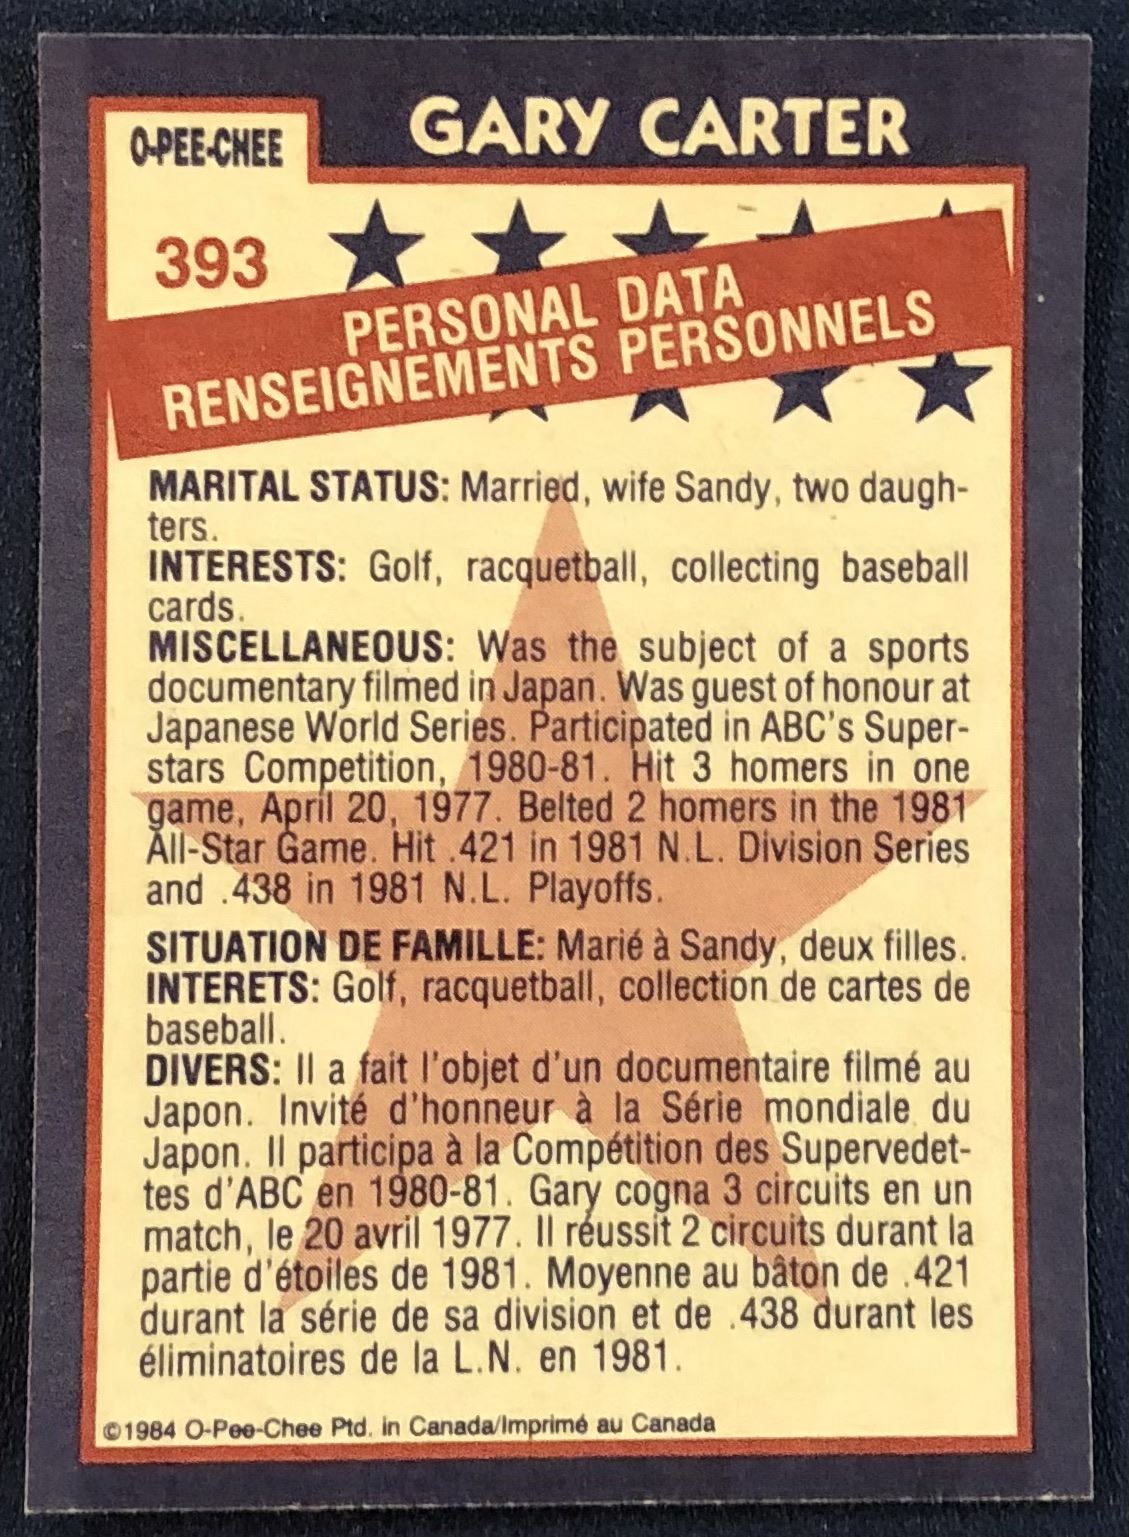 O-PEE-CHEE
GARY CARTER
393
PERSONAL DATA
RENSEIGNEMENTS PERSONNELS
MARITAL STATUS: Married, wife Sandy, two daugh-
ters.
INTERESTS: Golf, racquetball, collecting baseball
cards.
MISCELLANEOUS: Was the subject of a sports
documentary filmed in Japan. Was guest of honour at
Japanese World Series. Participated in ABC's Super-
stars Competition, 1980-81. Hit 3 homers in one
game, April 20, 1977. Belted 2 homers in the 1981
All-Star Game. Hit .421 in 1981 N.L. Division Series
and .438 in 1981 N.L. Playoffs.
SITUATION DE FAMILLE: Marié à Sandy, deux filles.
INTERETS: Golf, racquetball, collection de cartes de
baseball.
DIVERS: Il a fait l'objet d'un documentaire filmé au
Japon. Invité d'honneur à la Série mondiale du
Japon. Il participa à la Compétition des Supervedet-
tes d'ABC en 1980-81. Gary cogna 3 circuits en un
match, le 20 avril 1977. Il réussit 2 circuits durant la
partie d'étoiles de 1981. Moyenne au bâton de .421
durant la série de sa division et de .438 durant les
éliminatoires de la L.N. en 1981.
©1984 O-Pee-Chee Ptd. in Canada/Imprimé au Canada